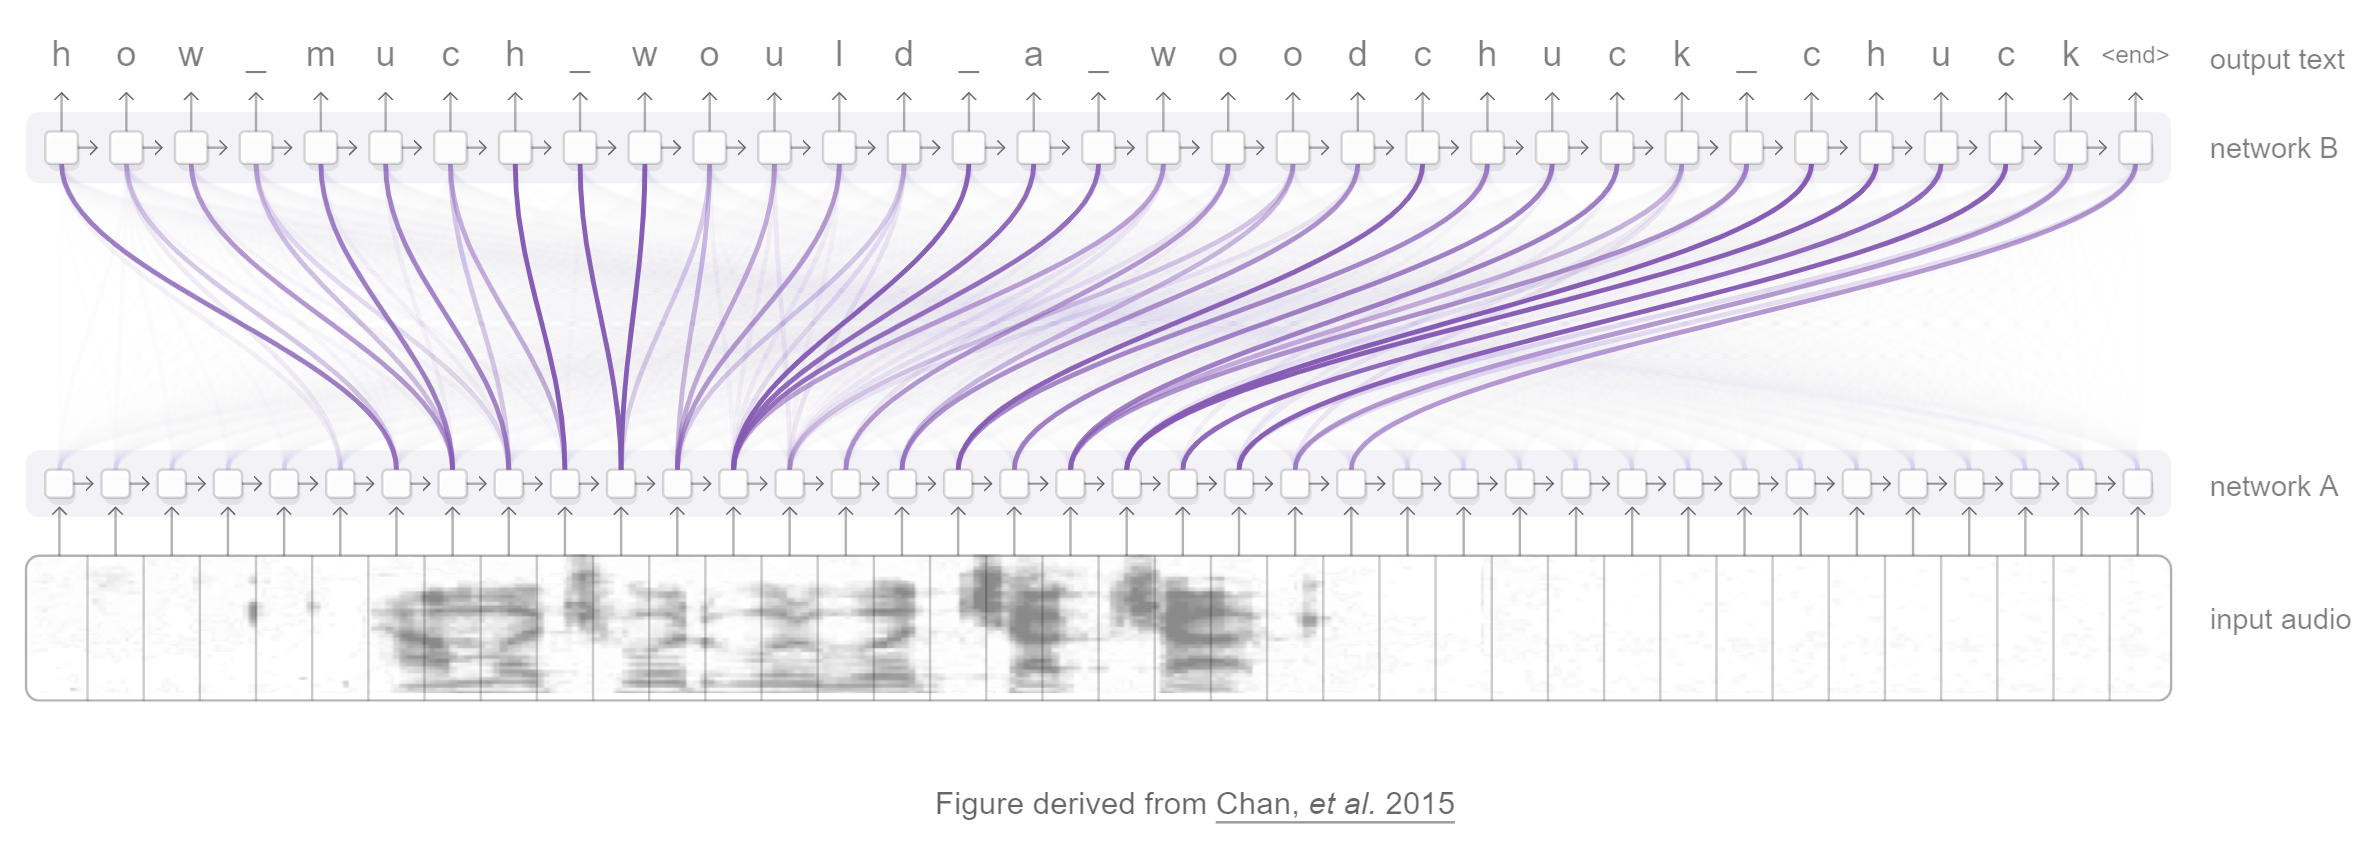 h o w _ m u c h _ w o u l d _ a _ w o o d c h u c k _ c h u c k <end> output text
network B
network A
input audio
Figure derived from Chan, et al. 2015